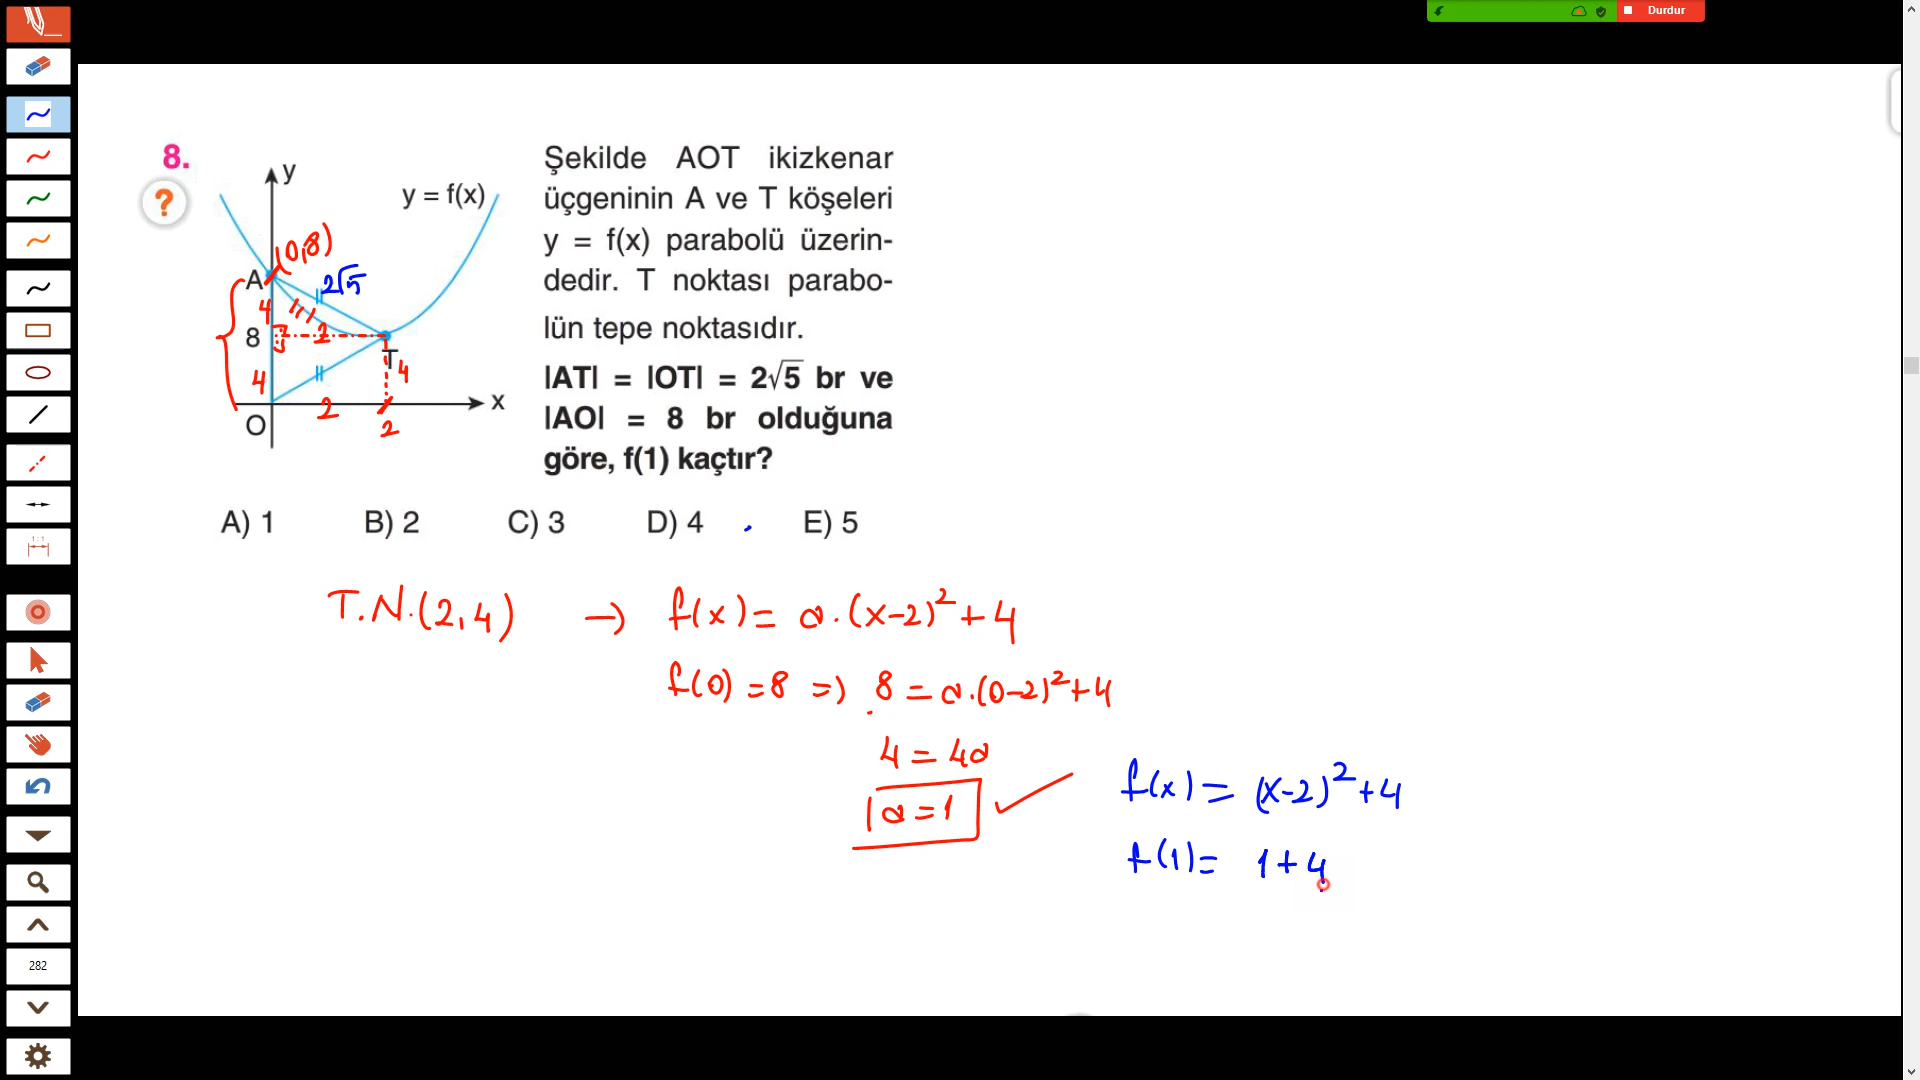 Durdur
8.
?
y
y = f(x)
(0,8)
A
2√5
4
8
2
T
4
4
x
2
O
2
Şekilde AOT ikizkenar
üçgeninin A ve T köşeleri
y = f(x) parabolü üzerin-
dedir. T noktası parabo-
lün tepe noktasıdır.
|AT| = |OT| = 2√5 br ve
|AO| = 8 br olduğuna
göre, f(1) kaçtır?
A) 1 B) 2 C) 3 D) 4 E) 5
T.N.(2,4) → f(x) = a.(x-2)² + 4
f(0) = 8 => 8 = a.(0-2)² + 4
4 = 4a
a = 1
f(x) = (x-2)² + 4
f(1) = 1 + 4
1:1
282